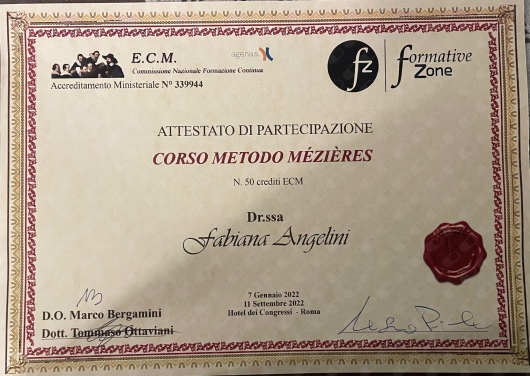 E.C.M.
Commissione Nazionale Formazione Continua
Accreditamento Ministeriale N° 339944
agenas
fz
formative
zone
ATTESTATO DI PARTECIPAZIONE
CORSO METODO MÉZIÈRES
N. 50 crediti ECM
Dr.ssa
Fabiana Angelini
7 Gennaio 2022
11 Settembre 2022
Hotel dei Congressi - Roma
D.O. Marco Bergamini
Dott. Tommaso Ottaviani